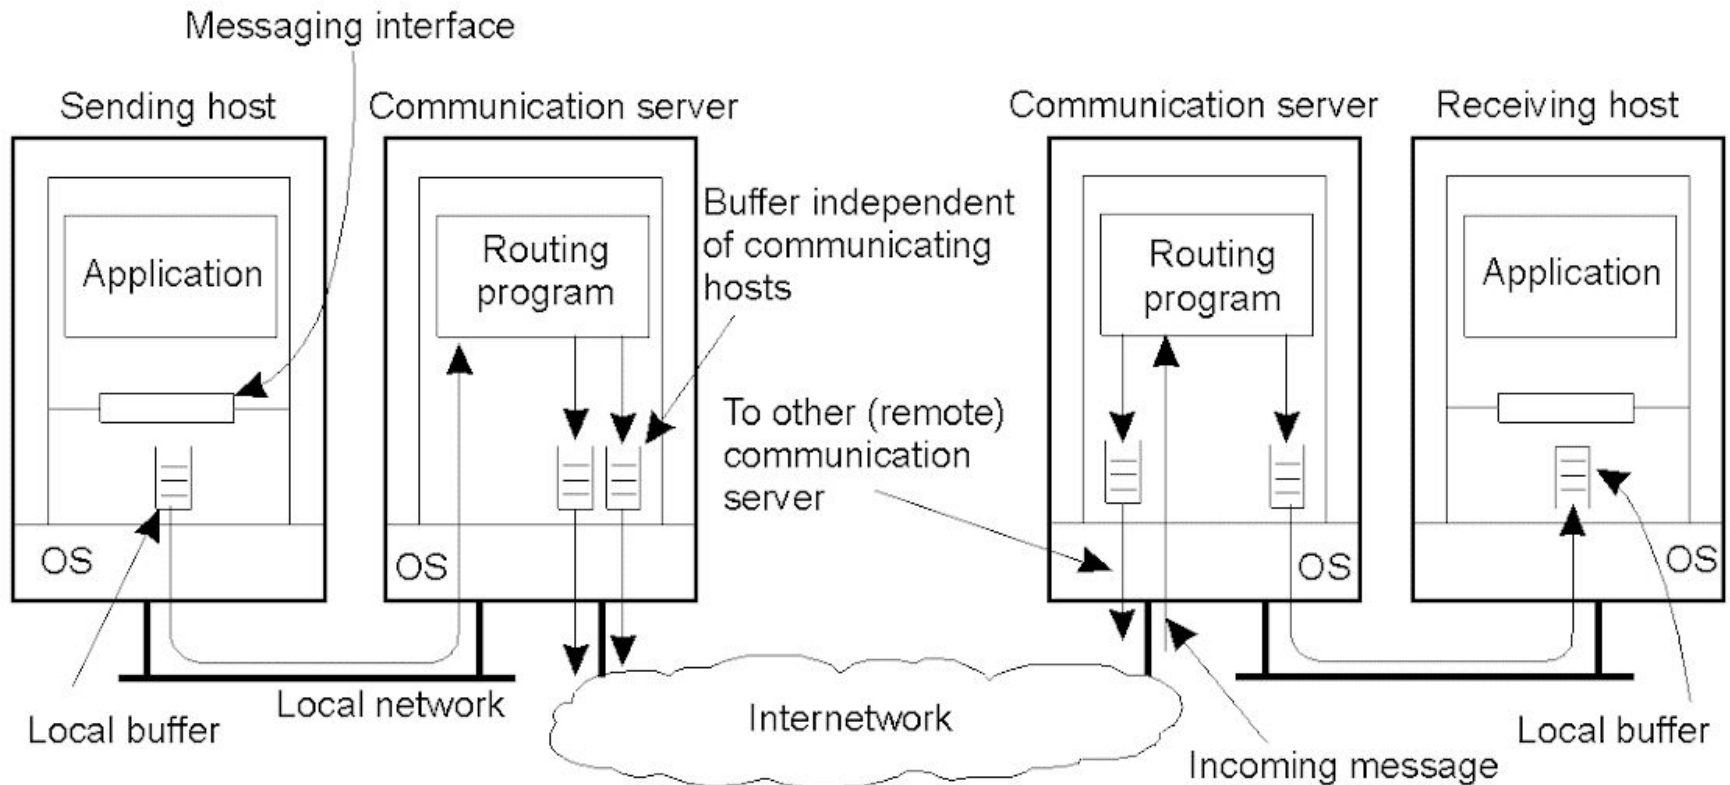 Messaging interface
Sending host
Communication server
Communication server
Receiving host
Application
Routing
program
Buffer independent
of communicating
hosts
Routing
program
Application
To other (remote)
communication
server
OS
OS
OS
OS
Local buffer
Local network
Internetwork
Incoming message
Local buffer